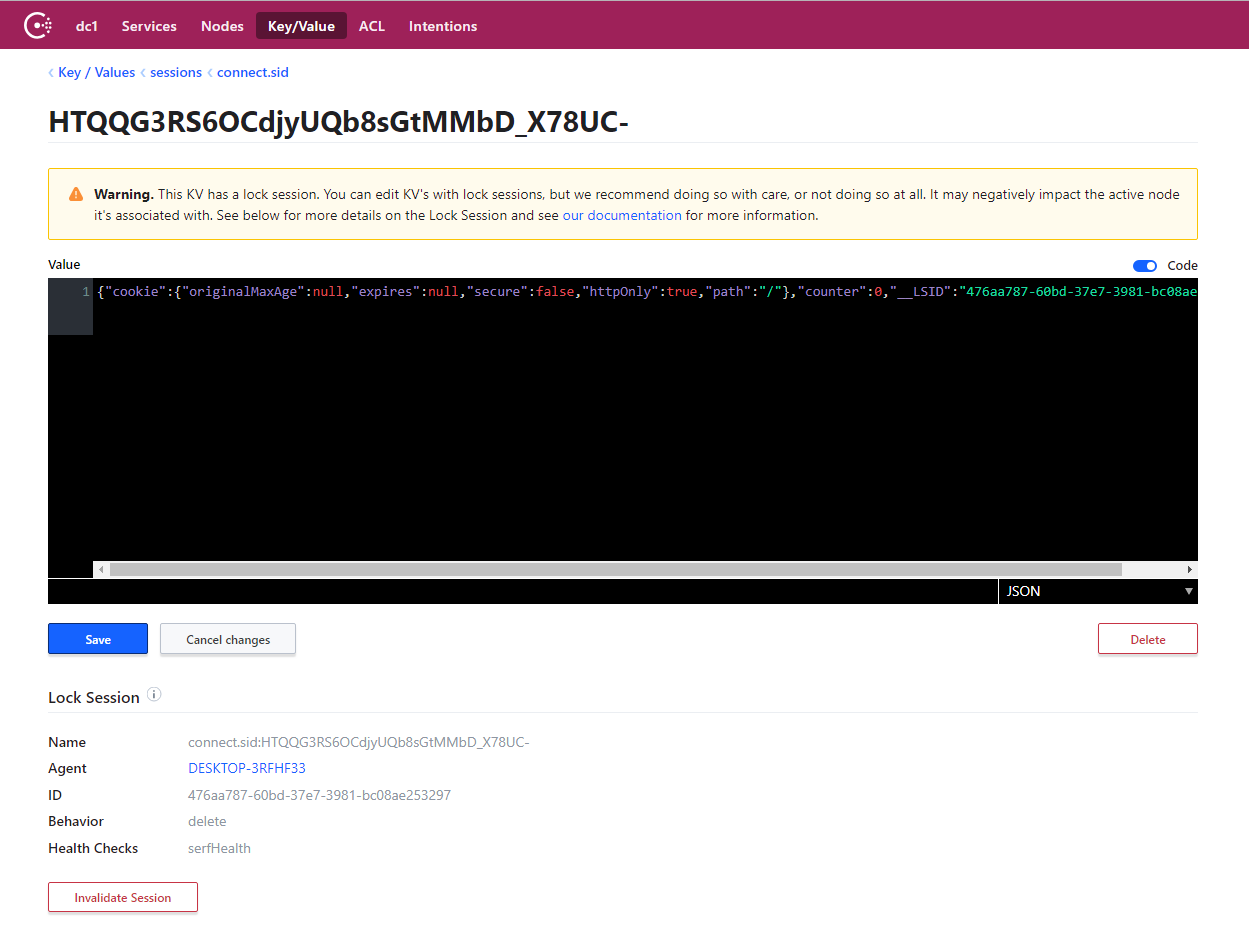 dc1 Services Nodes Key/Value ACL Intentions
Key / Values sessions connect.sid
HTQQG3RS6OCdjyUQb8sGtMMbD_X78UC-
Warning. This KV has a lock session. You can edit KV's with lock sessions, but we recommend doing so with care, or not doing so at all. It may negatively impact the active node
it's associated with. See below for more details on the Lock Session and see our documentation for more information.
Value Code
1 {"cookie":{"originalMaxAge":null,"expires":null,"secure":false,"httpOnly":true,"path":"/"},"counter":0,"__LSID":"476aa787-60bd-37e7-3981-bc08ae
JSON
Save Cancel changes Delete
Lock Session
Name connect.sid:HTQQG3RS6OCdjyUQb8sGtMMbD_X78UC-
Agent DESKTOP-3RFHF33
ID 476aa787-60bd-37e7-3981-bc08ae253297
Behavior delete
Health Checks serfHealth
Invalidate Session